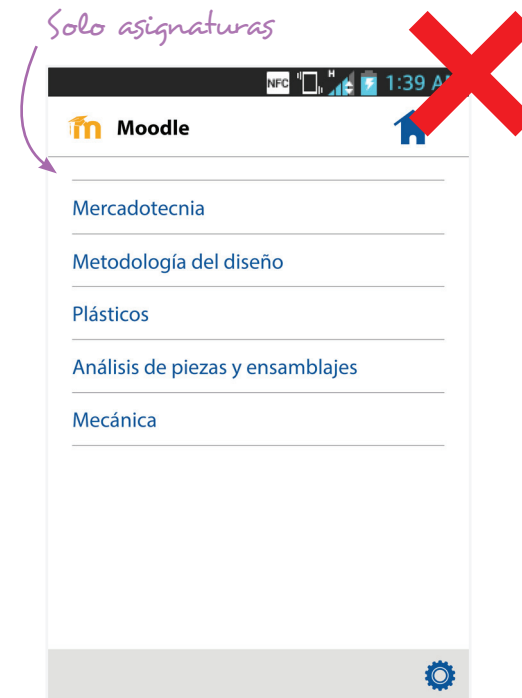 Solo asignaturas
NFC H 1:39 A
Moodle
Mercadotecnia
Metodología del diseño
Plásticos
Análisis de piezas y ensamblajes
Mecánica